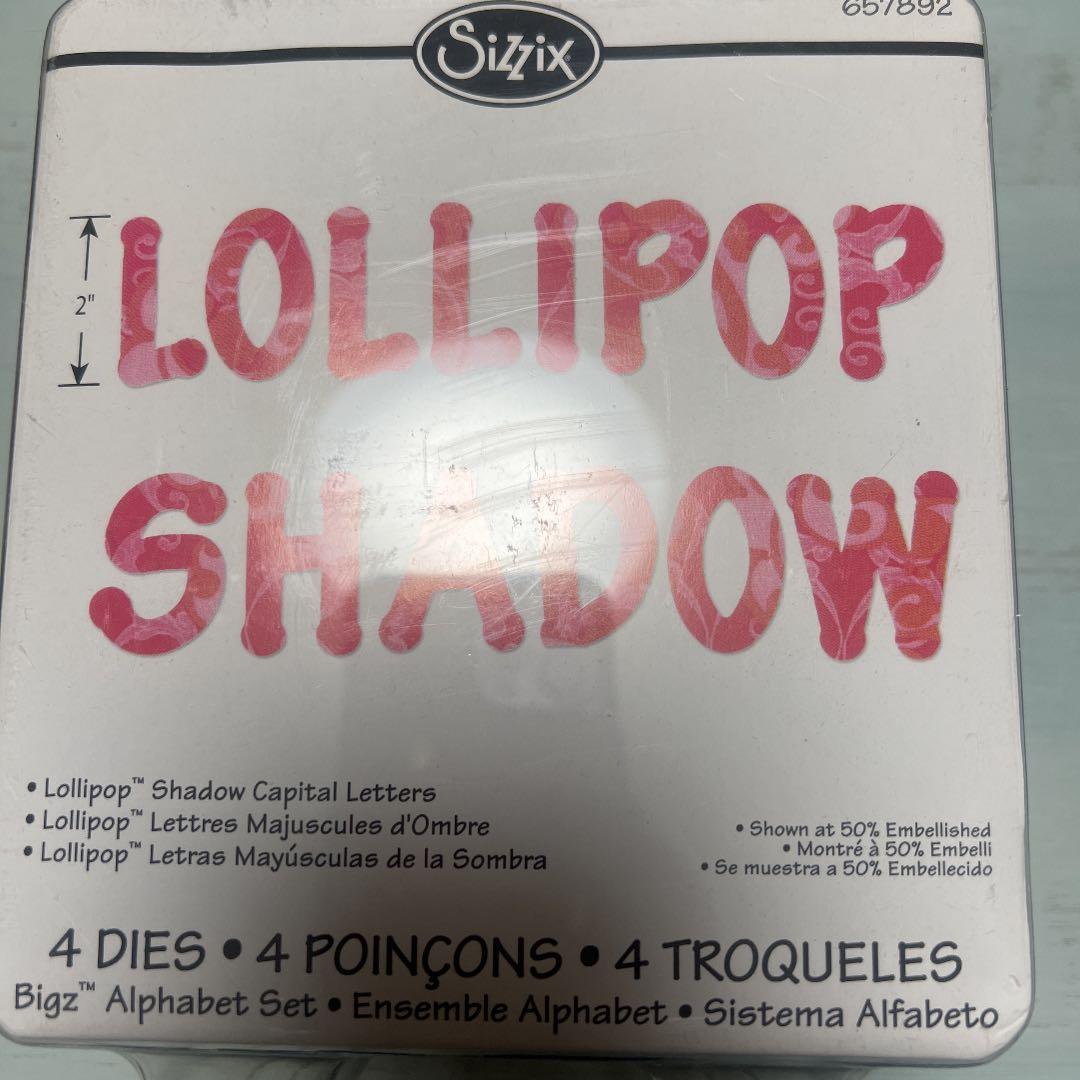 657892
Sizzix
2"
LOLLIPOP
SHADOW
• Lollipop™ Shadow Capital Letters
• Lollipop™ Lettres Majuscules d'Ombre
• Lollipop™ Letras Mayúsculas de la Sombra
• Shown at 50% Embellished
• Montré à 50% Embelli
• Se muestra a 50% Embellecido
4 DIES • 4 POINÇONS • 4 TROQUELES
Bigz™ Alphabet Set • Ensemble Alphabet • Sistema Alfabeto